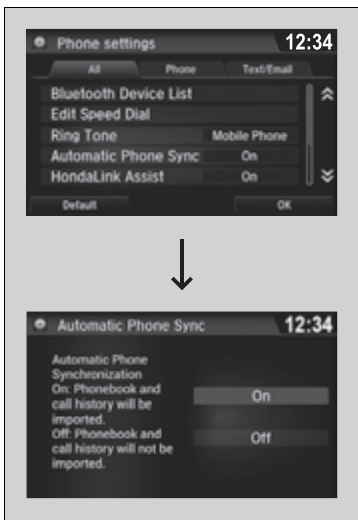 Phone settings 12:34
All Phone Text/Email
Bluetooth Device List
Edit Speed Dial
Ring Tone Mobile Phone
Automatic Phone Sync On
HondaLink Assist On
Default OK
Automatic Phone Sync 12:34
Automatic Phone
Synchronization
On: Phonebook and
call history will be
imported.
Off: Phonebook and
call history will not be
imported.
On
Off